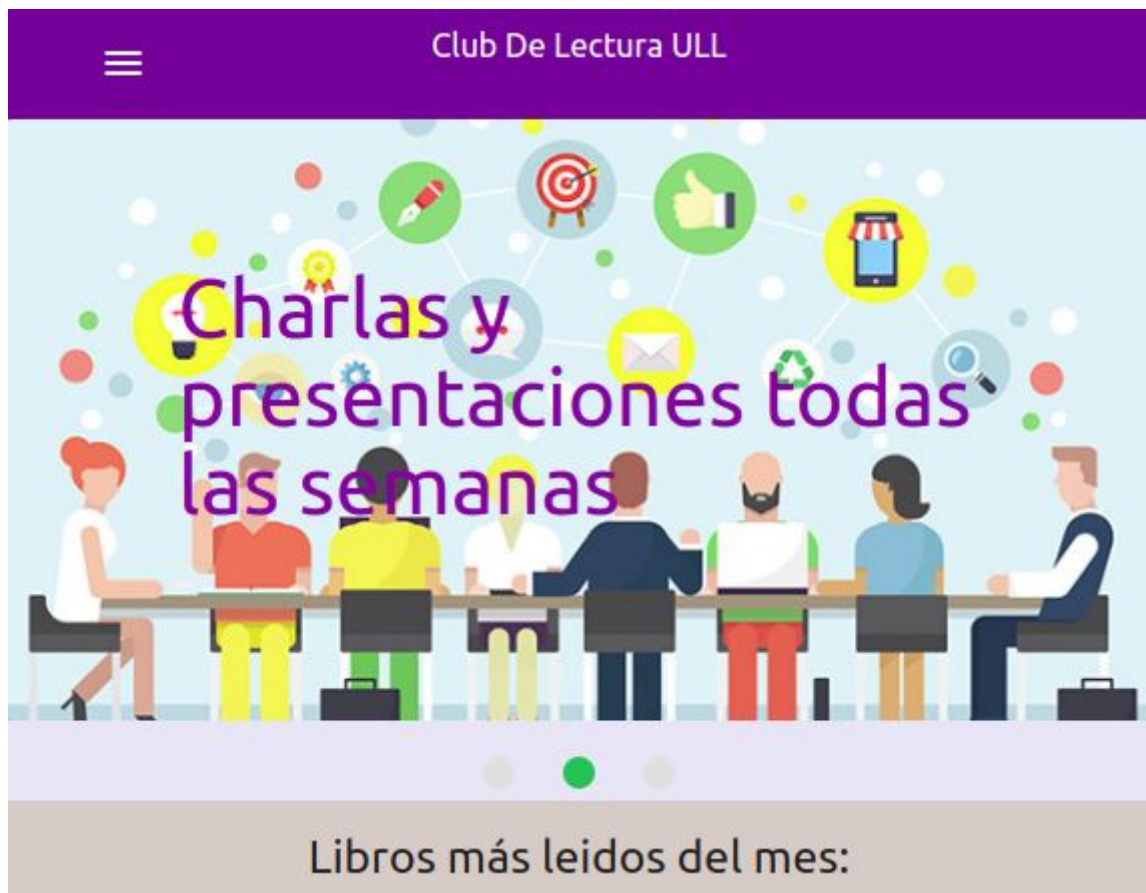 Club De Lectura ULL
Charlas y
presentaciones todas
las semanas
Libros más leidos del mes: